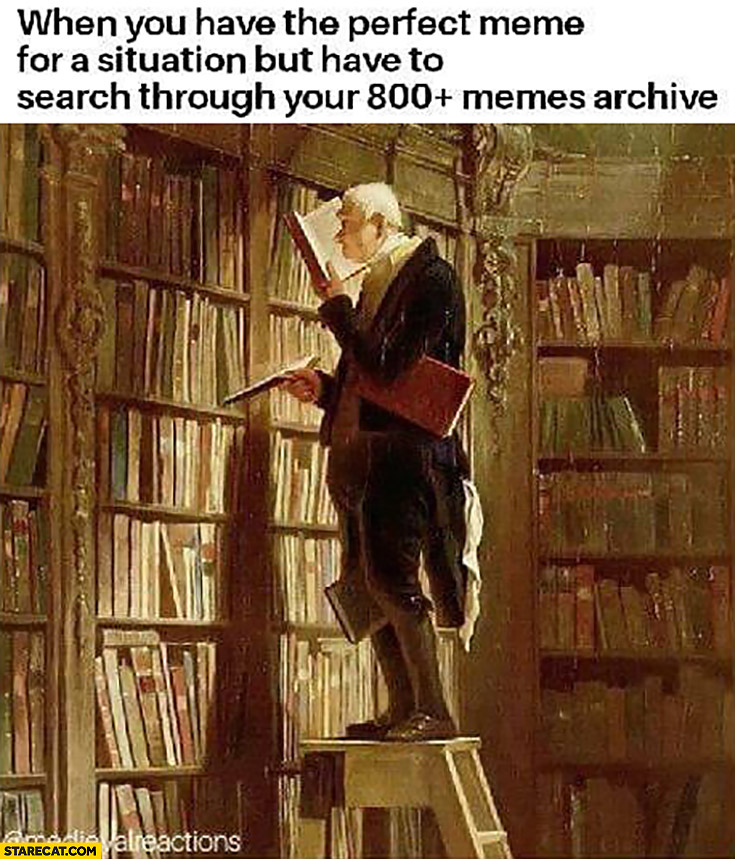 When you have the perfect meme
for a situation but have to
search through your 800+ memes archive
@medievalreactions
STARECAT.COM